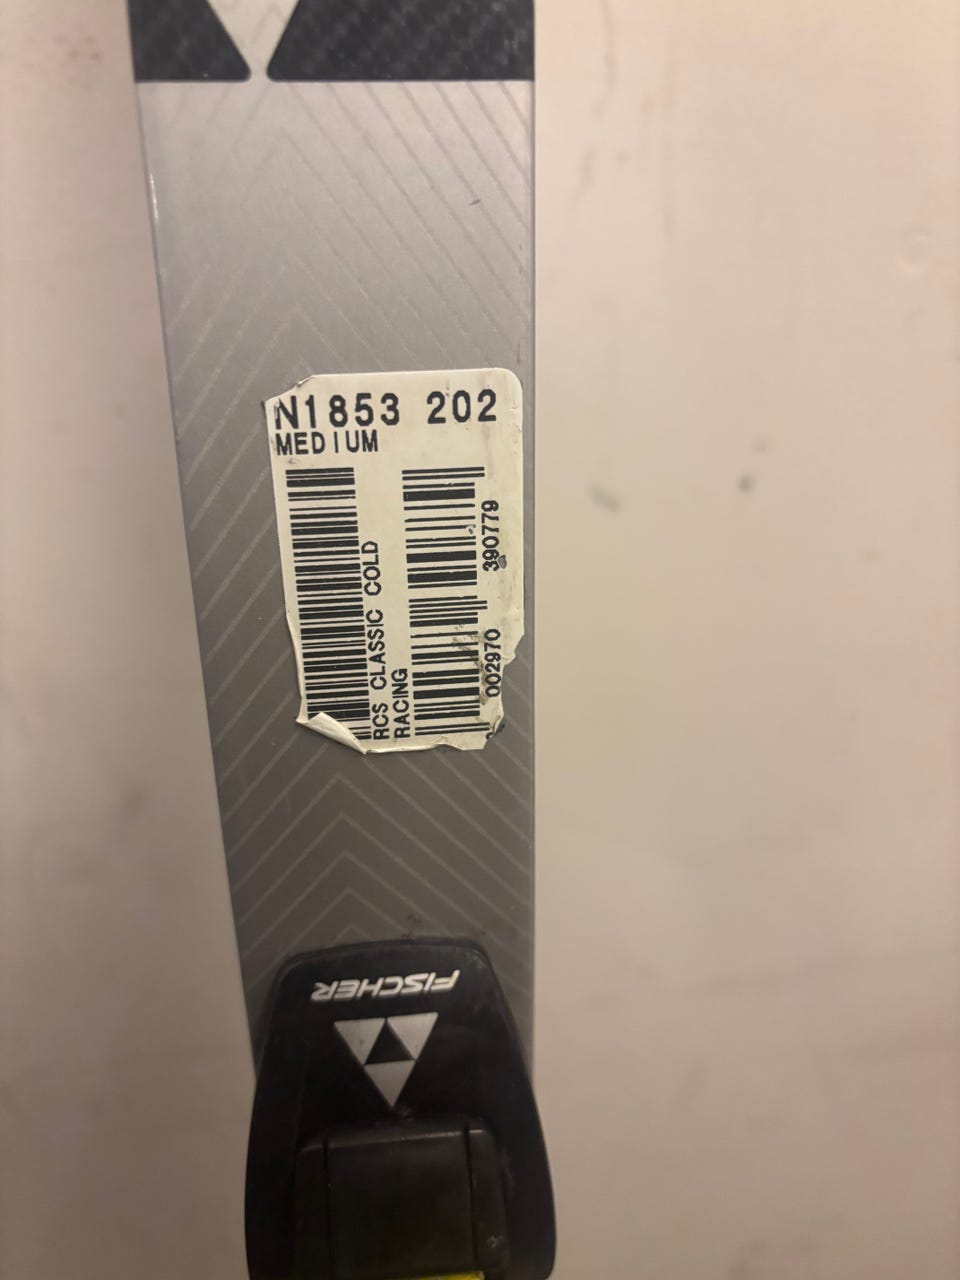 N1853 202
MEDIUM
RCS CLASSIC COLD
RACING
002970 390779
FISCHER